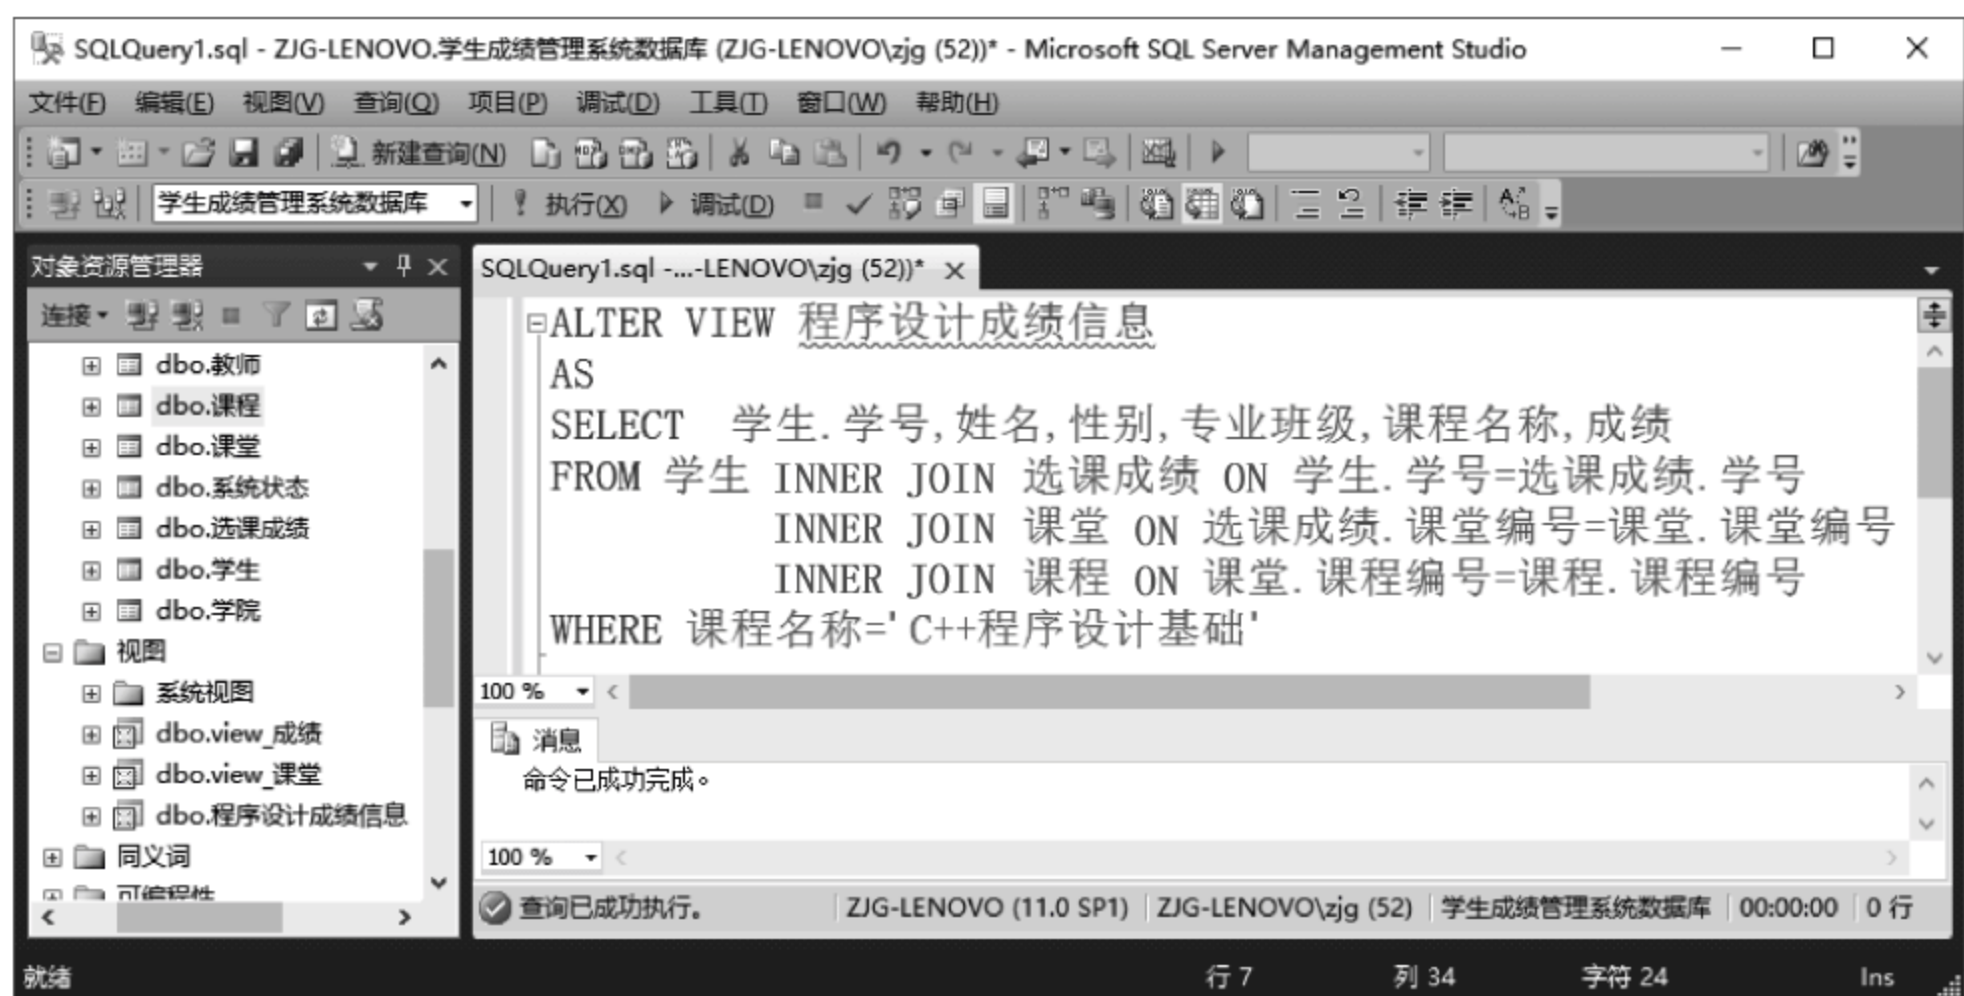 SQLQuery1.sql - ZJG-LENOVO.学生成绩管理系统数据库 (ZJG-LENOVO\zjg (52))* - Microsoft SQL Server Management Studio
文件(F) 编辑(E) 视图(V) 查询(Q) 项目(P) 调试(D) 工具(T) 窗口(W) 帮助(H)
新建查询(N)
学生成绩管理系统数据库 执行(X) 调试(D)
对象资源管理器
连接
dbo.教师
dbo.课程
dbo.课堂
dbo.系统状态
dbo.选课成绩
dbo.学生
dbo.学院
视图
系统视图
dbo.view_成绩
dbo.view_课堂
dbo.程序设计成绩信息
同义词
可编程性
SQLQuery1.sql -...-LENOVO\zjg (52))*
ALTER VIEW 程序设计成绩信息
AS
SELECT 学生.学号,姓名,性别,专业班级,课程名称,成绩
FROM 学生 INNER JOIN 选课成绩 ON 学生.学号=选课成绩.学号
INNER JOIN 课堂 ON 选课成绩.课堂编号=课堂.课堂编号
INNER JOIN 课程 ON 课堂.课程编号=课程.课程编号
WHERE 课程名称='C++程序设计基础'
100 %
消息
命令已成功完成。
100 %
查询已成功执行。 ZJG-LENOVO (11.0 SP1) ZJG-LENOVO\zjg (52) 学生成绩管理系统数据库 00:00:00 0 行
就绪 行 7 列 34 字符 24 Ins